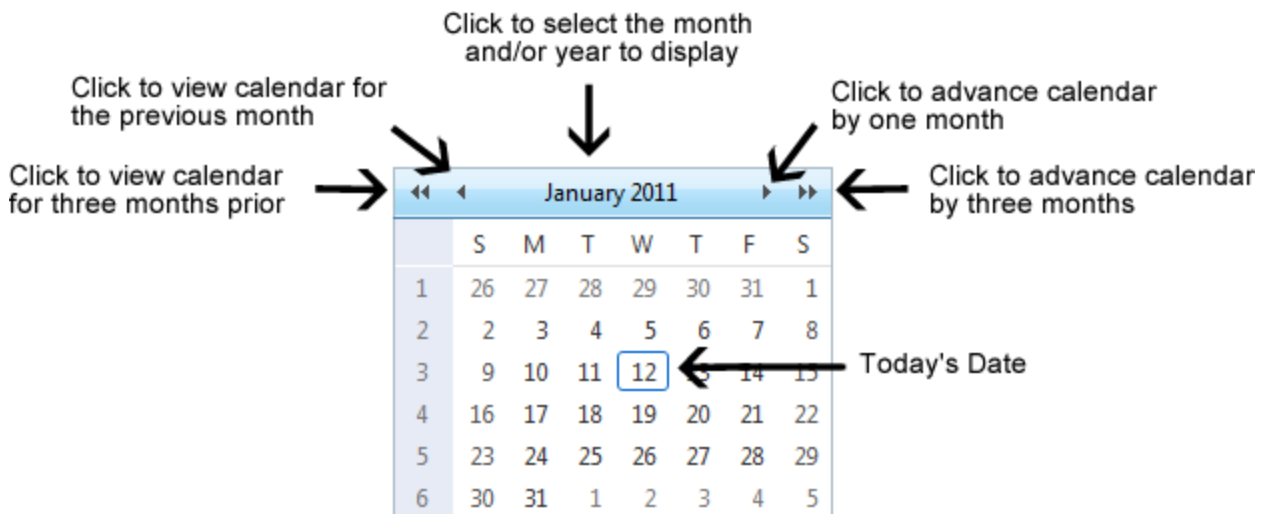 Click to select the month
and/or year to display
Click to view calendar for
the previous month
Click to advance calendar
by one month
Click to view calendar
for three months prior
January 2011
Click to advance calendar
by three months
S M T W T F S
1 26 27 28 29 30 31 1
2 2 3 4 5 6 7 8
3 9 10 11 12 13 14 15
Today's Date
4 16 17 18 19 20 21 22
5 23 24 25 26 27 28 29
6 30 31 1 2 3 4 5